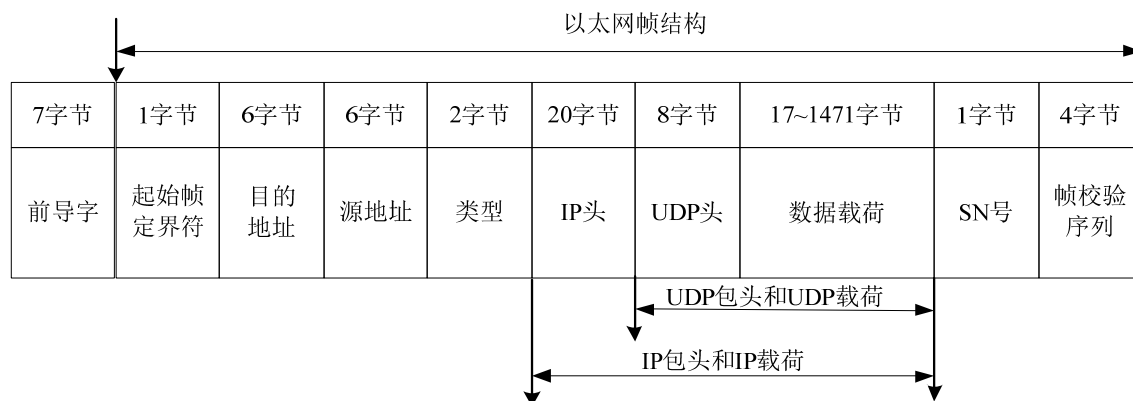 以太网帧结构
7字节 1字节 6字节 6字节 2字节 20字节 8字节 17~1471字节 1字节 4字节
前导字
起始帧
定界符
目的
地址
源地址
类型
IP头
UDP头
数据载荷
SN号
帧校验
序列
UDP包头和UDP载荷
IP包头和IP载荷